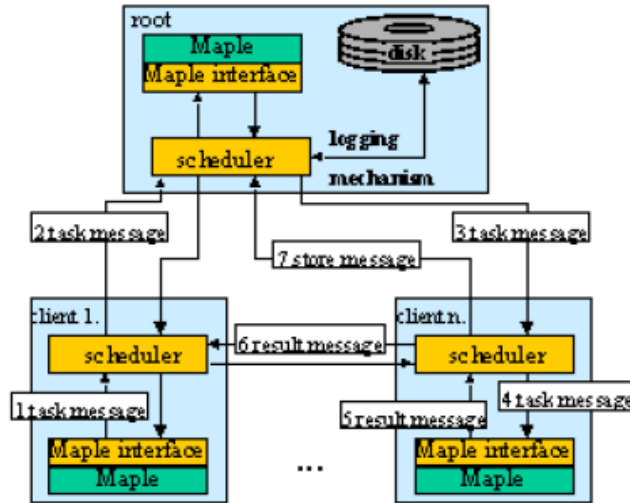 root
Maple
Maple interface
disk
logging
scheduler
mechanism
2 task message
3 task message
7 store message
client 1.
client n.
6 result message
scheduler
scheduler
1 task message
4 task message
5 result message
Maple interface
Maple
...
Maple interface
Maple